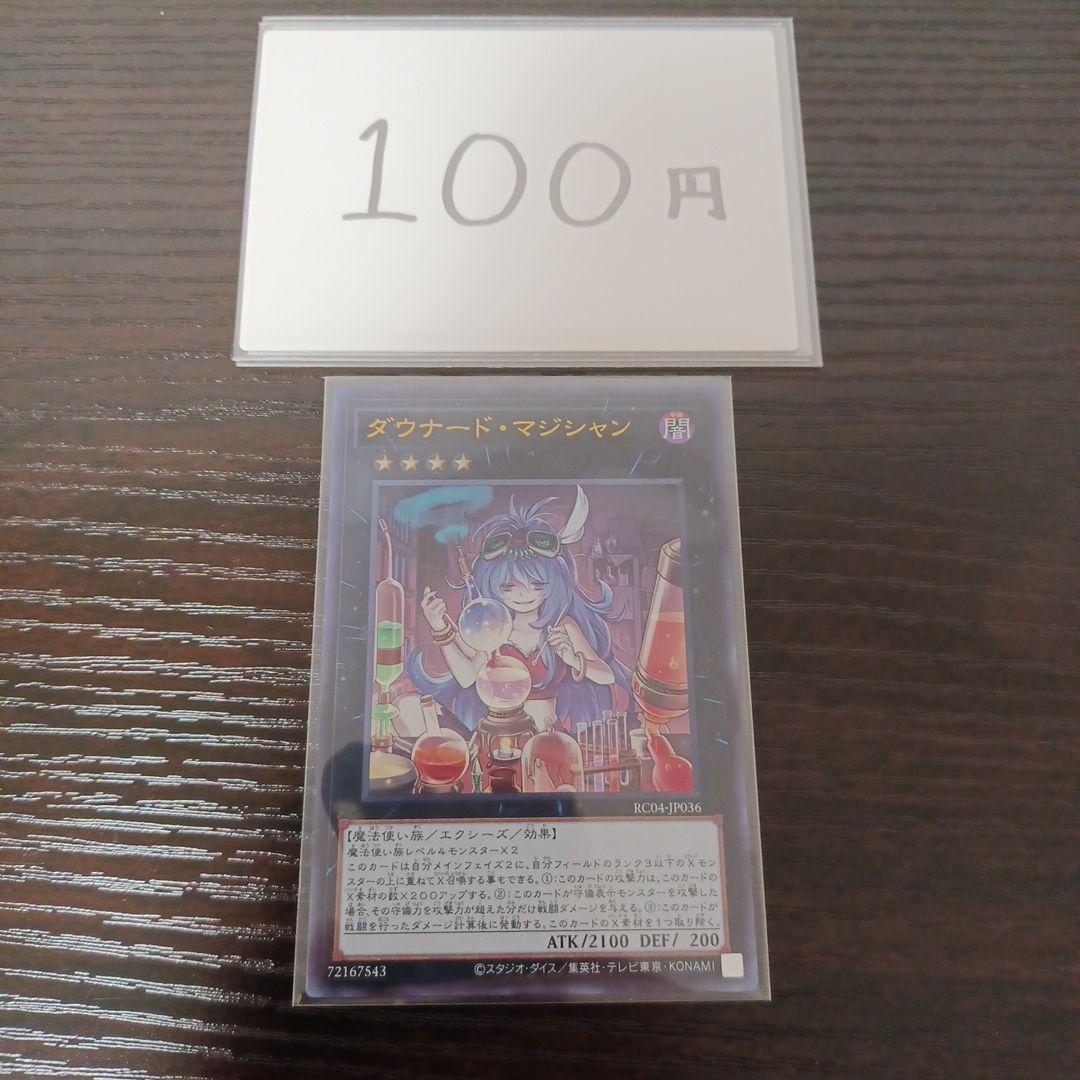 100円
ダウナード・マジシャン
闇
RC04-JP036
【魔法使い族／エクシーズ／効果】
魔法使い族レベル4モンスター×2
このカードは自分メインフェイズ2に、自分フィールドのランク3以下のXモン
スターの上に重ねてX召喚する事もできる。①:このカードの攻撃力は、このカードの
X素材の数×200アップする。②:このカードが守備表示モンスターを攻撃した
場合、その守備力を攻撃力が超えた分だけ戦闘ダメージを与える。③:このカードが
戦闘を行ったダメージ計算後に発動する。このカードのX素材を1つ取り除く。
ATK/2100 DEF/ 200
72167543 ©スタジオ・ダイス／集英社・テレビ東京・KONAMI